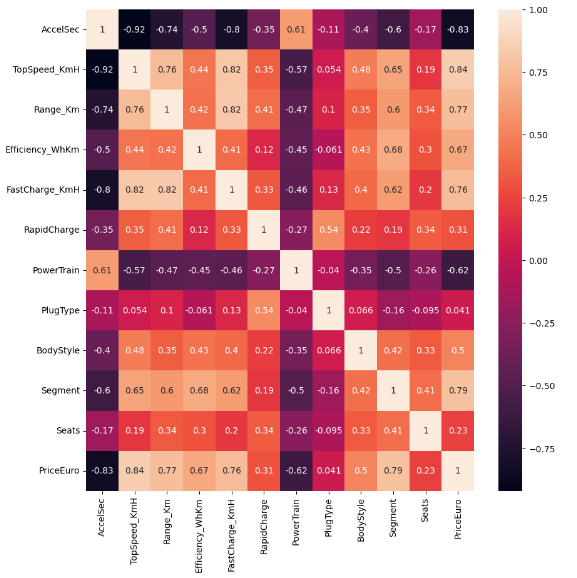 AccelSec 1 -0.92 -0.74 -0.5 -0.8 -0.35 0.61 -0.11 -0.4 -0.6 -0.17 -0.83
TopSpeed_KmH -0.92 1 0.76 0.44 0.82 0.35 -0.57 0.054 0.48 0.65 0.19 0.84
Range_Km -0.74 0.76 1 0.42 0.82 0.41 -0.47 0.1 0.35 0.6 0.34 0.77
Efficiency_WhKm -0.5 0.44 0.42 1 0.41 0.12 -0.45 -0.061 0.43 0.68 0.3 0.67
FastCharge_KmH -0.8 0.82 0.82 0.41 1 0.33 -0.46 0.13 0.4 0.62 0.2 0.76
RapidCharge -0.35 0.35 0.41 0.12 0.33 1 -0.27 0.54 0.22 0.19 0.34 0.31
PowerTrain 0.61 -0.57 -0.47 -0.45 -0.46 -0.27 1 -0.04 -0.35 -0.5 -0.26 -0.62
PlugType -0.11 0.054 0.1 -0.061 0.13 0.54 -0.04 1 0.066 -0.16 -0.095 0.041
BodyStyle -0.4 0.48 0.35 0.43 0.4 0.22 -0.35 0.066 1 0.42 0.33 0.5
Segment -0.6 0.65 0.6 0.68 0.62 0.19 -0.5 -0.16 0.42 1 0.41 0.79
Seats -0.17 0.19 0.34 0.3 0.2 0.34 -0.26 -0.095 0.33 0.41 1 0.23
PriceEuro -0.83 0.84 0.77 0.67 0.76 0.31 -0.62 0.041 0.5 0.79 0.23 1
AccelSec
TopSpeed_KmH
Range_Km
Efficiency_WhKm
FastCharge_KmH
RapidCharge
PowerTrain
PlugType
BodyStyle
Segment
Seats
PriceEuro
1.00
0.75
0.50
0.25
0.00
−0.25
−0.50
−0.75